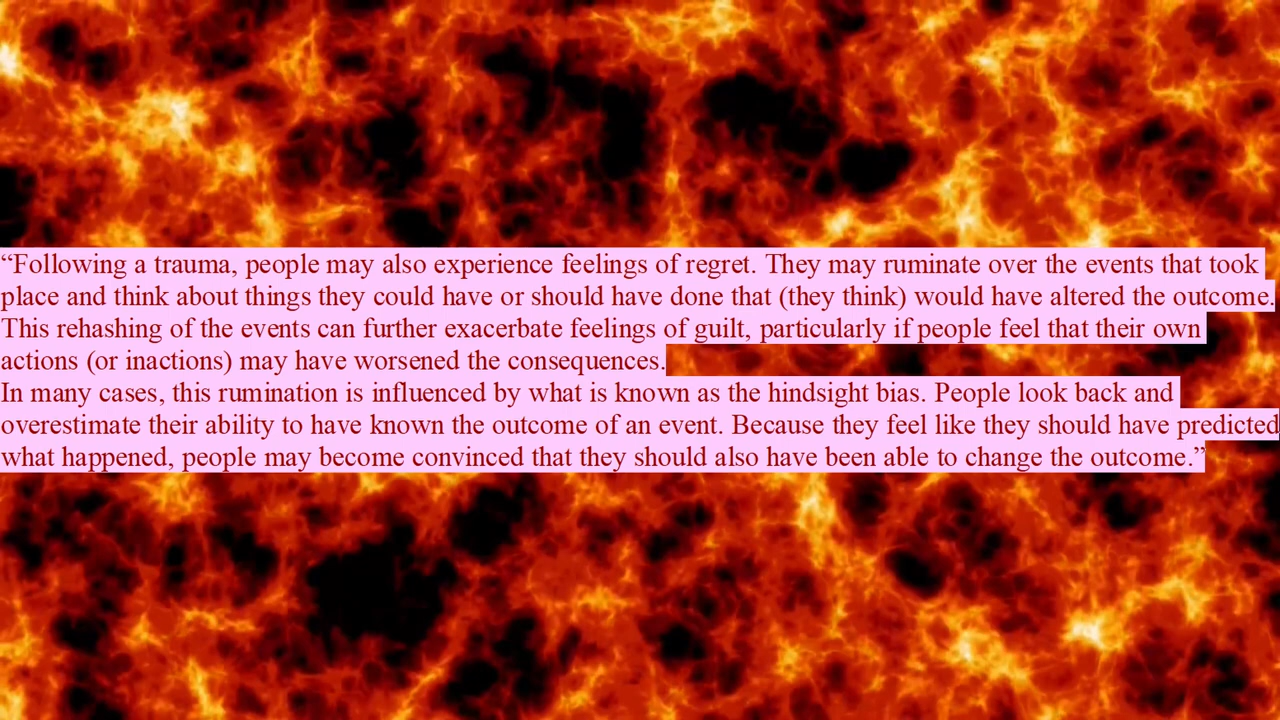 “Following a trauma, people may also experience feelings of regret. They may ruminate over the events that took
place and think about things they could have or should have done that (they think) would have altered the outcome.
This rehashing of the events can further exacerbate feelings of guilt, particularly if people feel that their own
actions (or inactions) may have worsened the consequences.
In many cases, this rumination is influenced by what is known as the hindsight bias. People look back and
overestimate their ability to have known the outcome of an event. Because they feel like they should have predicted
what happened, people may become convinced that they should also have been able to change the outcome.”